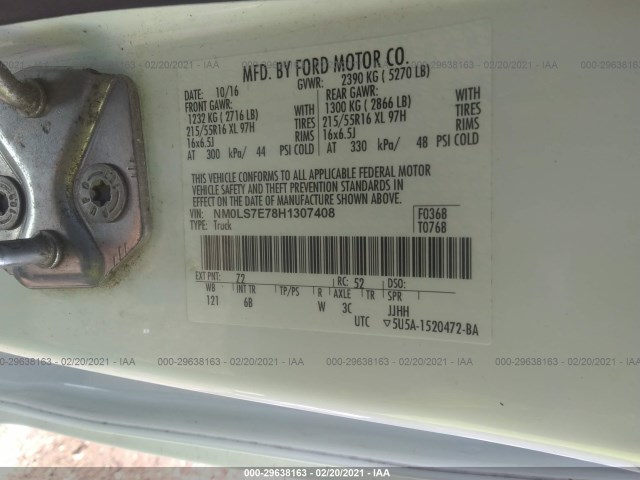 MFD. BY FORD MOTOR CO.
GVWR: 2390 KG ( 5270 LB)
DATE: 10/16
FRONT GAWR: WITH
1232 KG ( 2716 LB) TIRES
215/55R16 XL 97H RIMS
16x6.5J
AT 300 kPa/ 44 PSI COLD
REAR GAWR: WITH
1300 KG ( 2866 LB) TIRES
215/55R16 XL 97H RIMS
16x6.5J
AT 330 kPa/ 48 PSI COLD
THIS VEHICLE CONFORMS TO ALL APPLICABLE FEDERAL MOTOR
VEHICLE SAFETY AND THEFT PREVENTION STANDARDS IN
EFFECT ON THE DATE OF MANUFACTURE SHOWN ABOVE.
VIN: NM0LS7E78H1307408
TYPE: Truck
F0368
T0768
EXT PNT: Z2 RC: 52 DSO:
WB INT TR TP/PS R AXLE TR SPR
121 6B W 3C JJHH
UTC ▽5U5A-1520472-BA
000-29638163 - 02/20/2021 - IAA
000-29638163 - 02/20/2021 - IAA
000-29638163 - 02/20/2021 - IAA
000-29638163 - 02/20/2021 - IAA
000-29638163 - 02/20/2021 - IAA